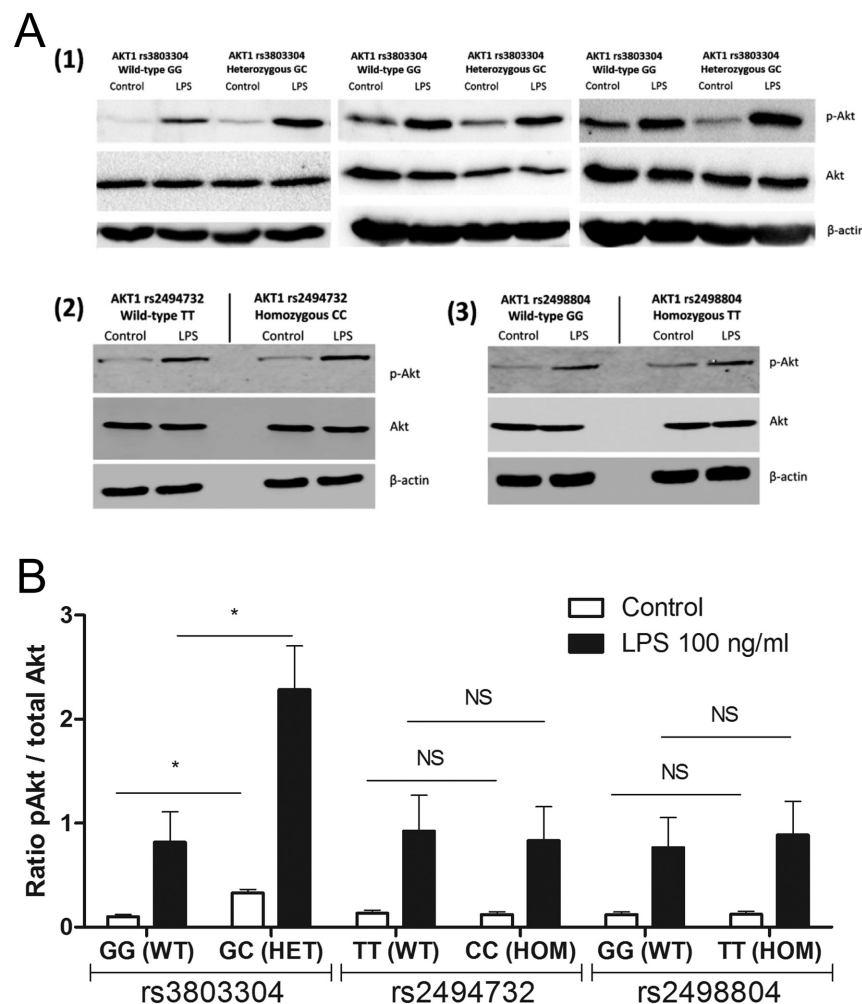 A
(1)
AKT1 rs3803304 AKT1 rs3803304 AKT1 rs3803304 AKT1 rs3803304 AKT1 rs3803304 AKT1 rs3803304
Wild-type GG Heterozygous GC Wild-type GG Heterozygous GC Wild-type GG Heterozygous GC
Control LPS Control LPS Control LPS Control LPS Control LPS Control LPS
p-Akt
Akt
β-actin
(2)
AKT1 rs2494732 AKT1 rs2494732
Wild-type TT Homozygous CC
Control LPS Control LPS
p-Akt
Akt
β-actin
(3)
AKT1 rs2498804 AKT1 rs2498804
Wild-type GG Homozygous TT
Control LPS Control LPS
p-Akt
Akt
β-actin
B
Ratio pAkt / total Akt
3
2
1
0
Control
LPS 100 ng/ml
*
*
NS
NS
NS
NS
GG (WT) GC (HET) TT (WT) CC (HOM) GG (WT) TT (HOM)
rs3803304 rs2494732 rs2498804